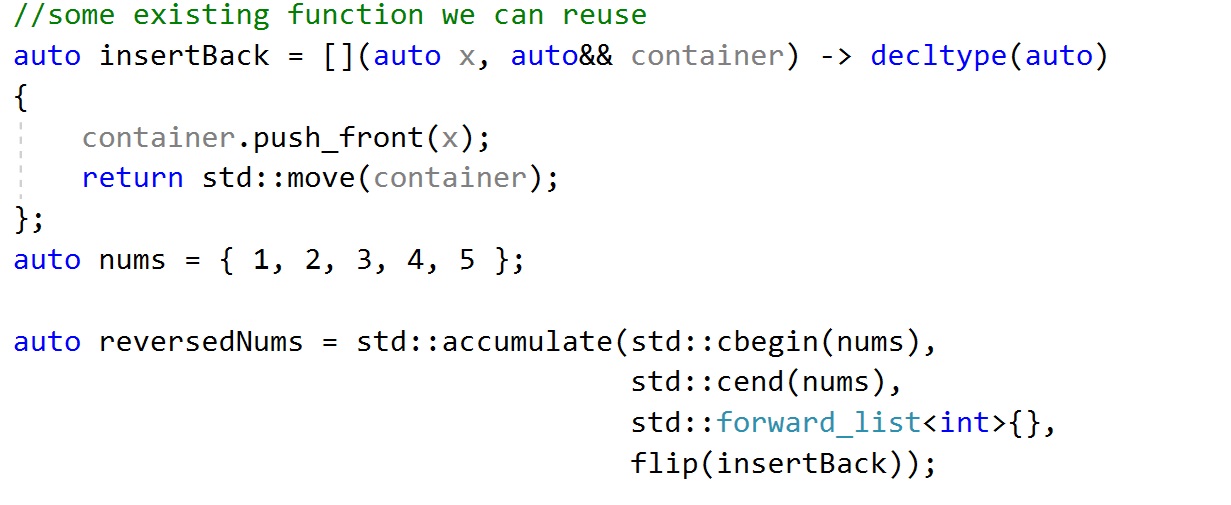 //some existing function we can reuse
auto insertBack = [](auto x, auto&& container) -> decltype(auto)
{
    container.push_front(x);
    return std::move(container);
};
auto nums = { 1, 2, 3, 4, 5 };

auto reversedNums = std::accumulate(std::cbegin(nums),
                                    std::cend(nums),
                                    std::forward_list<int>{},
                                    flip(insertBack));